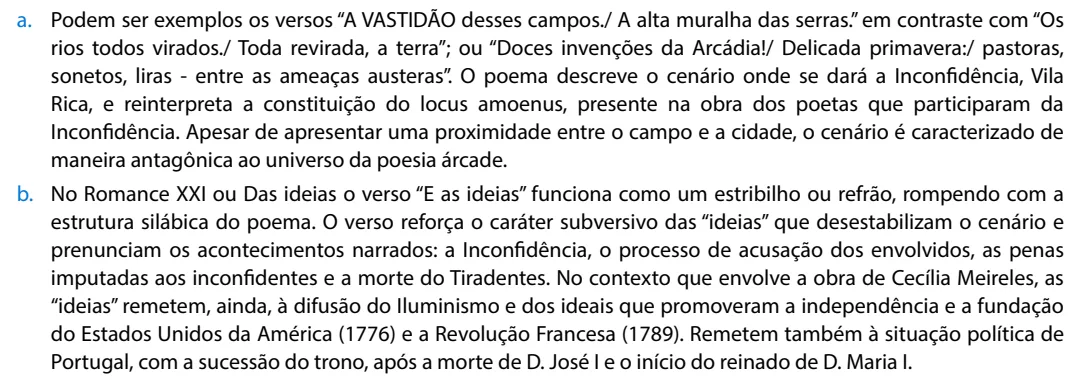 a. Podem ser exemplos os versos “A VASTIDÃO desses campos./ A alta muralha das serras.” em contraste com “Os
rios todos virados./ Toda revirada, a terra”; ou “Doces invenções da Arcádia!/ Delicada primavera:/ pastoras,
sonetos, liras - entre as ameaças austeras”. O poema descreve o cenário onde se dará a Inconfidência, Vila
Rica, e reinterpreta a constituição do locus amoenus, presente na obra dos poetas que participaram da
Inconfidência. Apesar de apresentar uma proximidade entre o campo e a cidade, o cenário é caracterizado de
maneira antagônica ao universo da poesia árcade.
b. No Romance XXI ou Das ideias o verso “E as ideias” funciona como um estribilho ou refrão, rompendo com a
estrutura silábica do poema. O verso reforça o caráter subversivo das “ideias” que desestabilizam o cenário e
prenunciam os acontecimentos narrados: a Inconfidência, o processo de acusação dos envolvidos, as penas
imputadas aos inconfidentes e a morte do Tiradentes. No contexto que envolve a obra de Cecília Meireles, as
“ideias” remetem, ainda, à difusão do Iluminismo e dos ideais que promoveram a independência e a fundação
do Estados Unidos da América (1776) e a Revolução Francesa (1789). Remetem também à situação política de
Portugal, com a sucessão do trono, após a morte de D. José I e o início do reinado de D. Maria I.